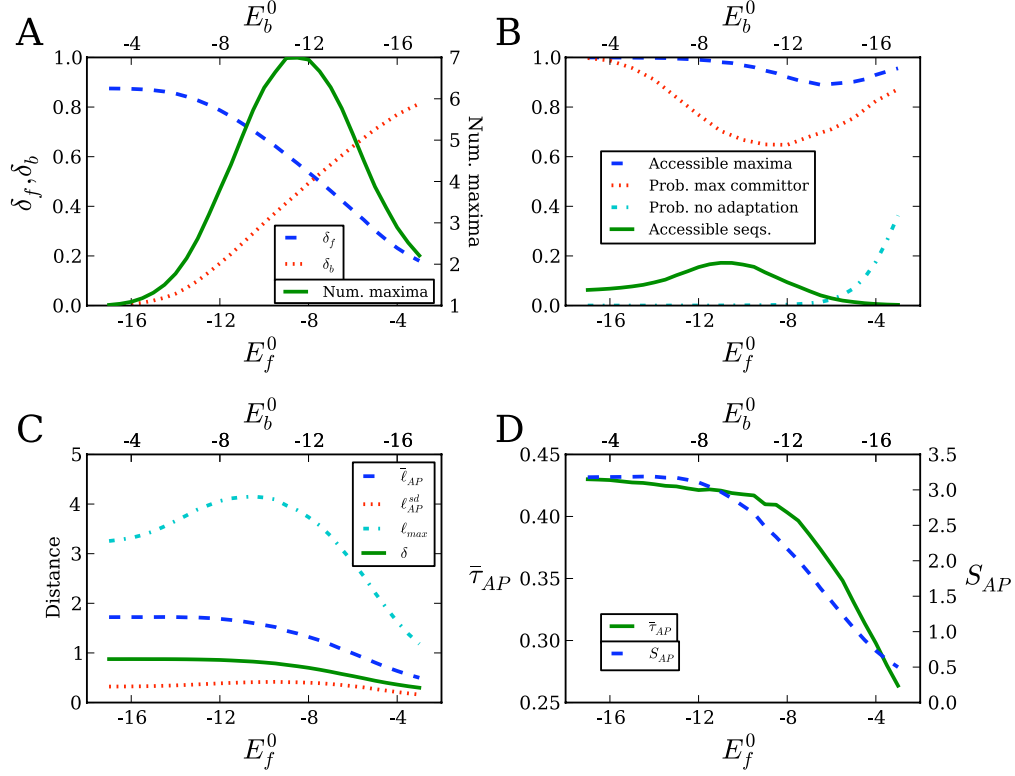 A
E_b^0
-4 -8 -12 -16
1.0 0.8 0.6 0.4 0.2 0.0
δ_f, δ_b
7 6 5 4 3 2 1
Num. maxima
δ_f
δ_b
Num. maxima
-16 -12 -8 -4
E_f^0
B
E_b^0
-4 -8 -12 -16
1.0 0.8 0.6 0.4 0.2 0.0
Accessible maxima
Prob. max committor
Prob. no adaptation
Accessible seqs.
-16 -12 -8 -4
E_f^0
C
E_b^0
-4 -8 -12 -16
5 4 3 2 1 0
Distance
ℓ̅_AP
ℓ_AP^sd
ℓ_max
δ
-16 -12 -8 -4
E_f^0
D
E_b^0
-4 -8 -12 -16
0.45 0.40 0.35 0.30 0.25
τ̅_AP
3.5 3.0 2.5 2.0 1.5 1.0 0.5 0.0
S_AP
τ̅_AP
S_AP
-16 -12 -8 -4
E_f^0